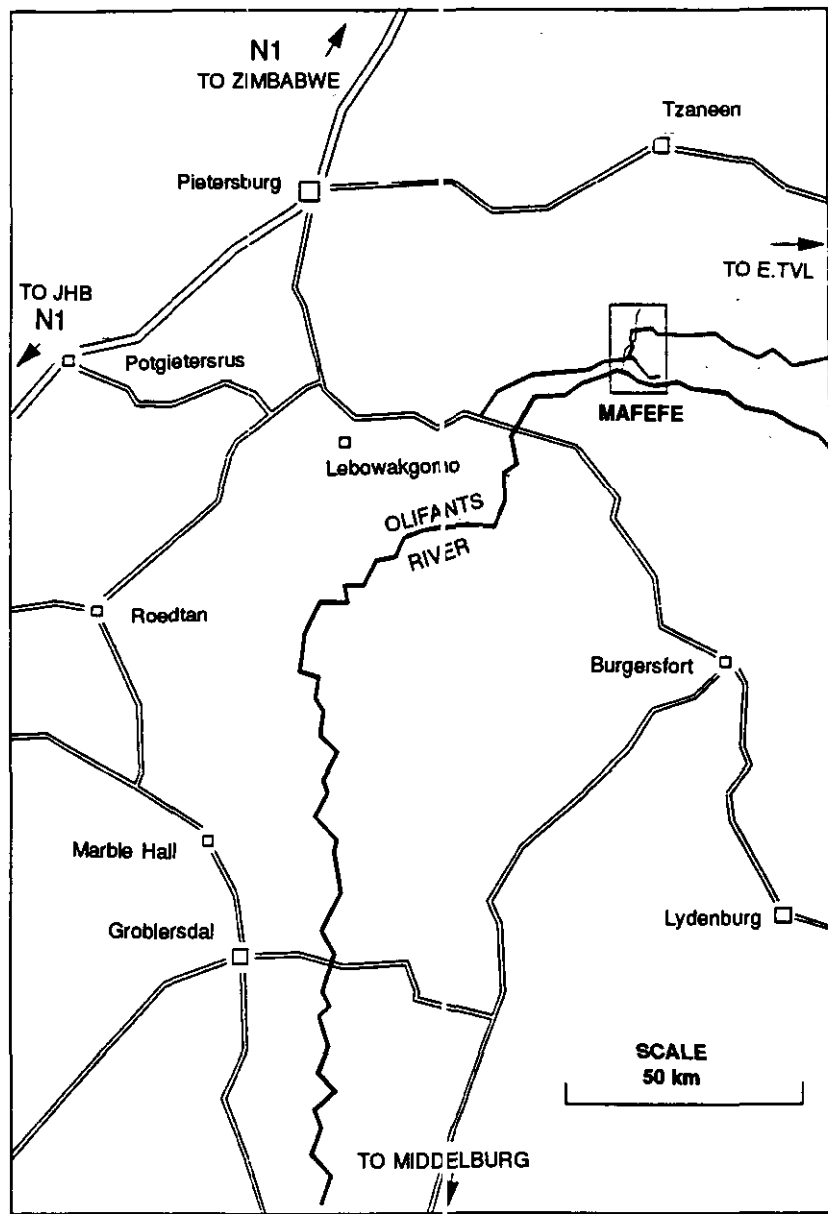 N1
TO ZIMBABWE
Tzaneen
Pietersburg
TO E.TVL
TO JHB
N1
Potgietersrus
MAFEFE
Lebowakgomo
OLIFANTS
RIVER
Roedtan
Burgersfort
Marble Hall
Lydenburg
Groblersdal
SCALE
50 km
TO MIDDELBURG